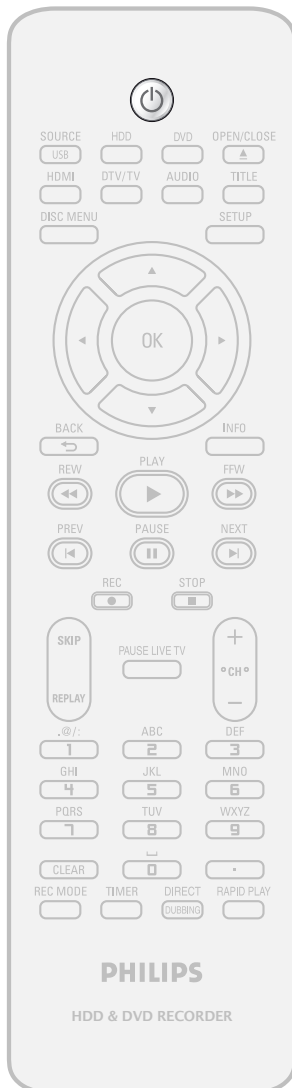 SOURCE HDD DVD OPEN/CLOSE
USB
HDMI DTV/TV AUDIO TITLE
DISC MENU SETUP
OK
BACK INFO
REW PLAY FFW
PREV PAUSE NEXT
REC STOP
SKIP PAUSE LIVE TV + 
CH
REPLAY −
.@/: ABC DEF
1 2 3
GHI JKL MNO
4 5 6
PQRS TUV WXYZ
7 8 9
CLEAR 0 .
REC MODE TIMER DIRECT RAPID PLAY
DUBBING
PHILIPS
HDD & DVD RECORDER